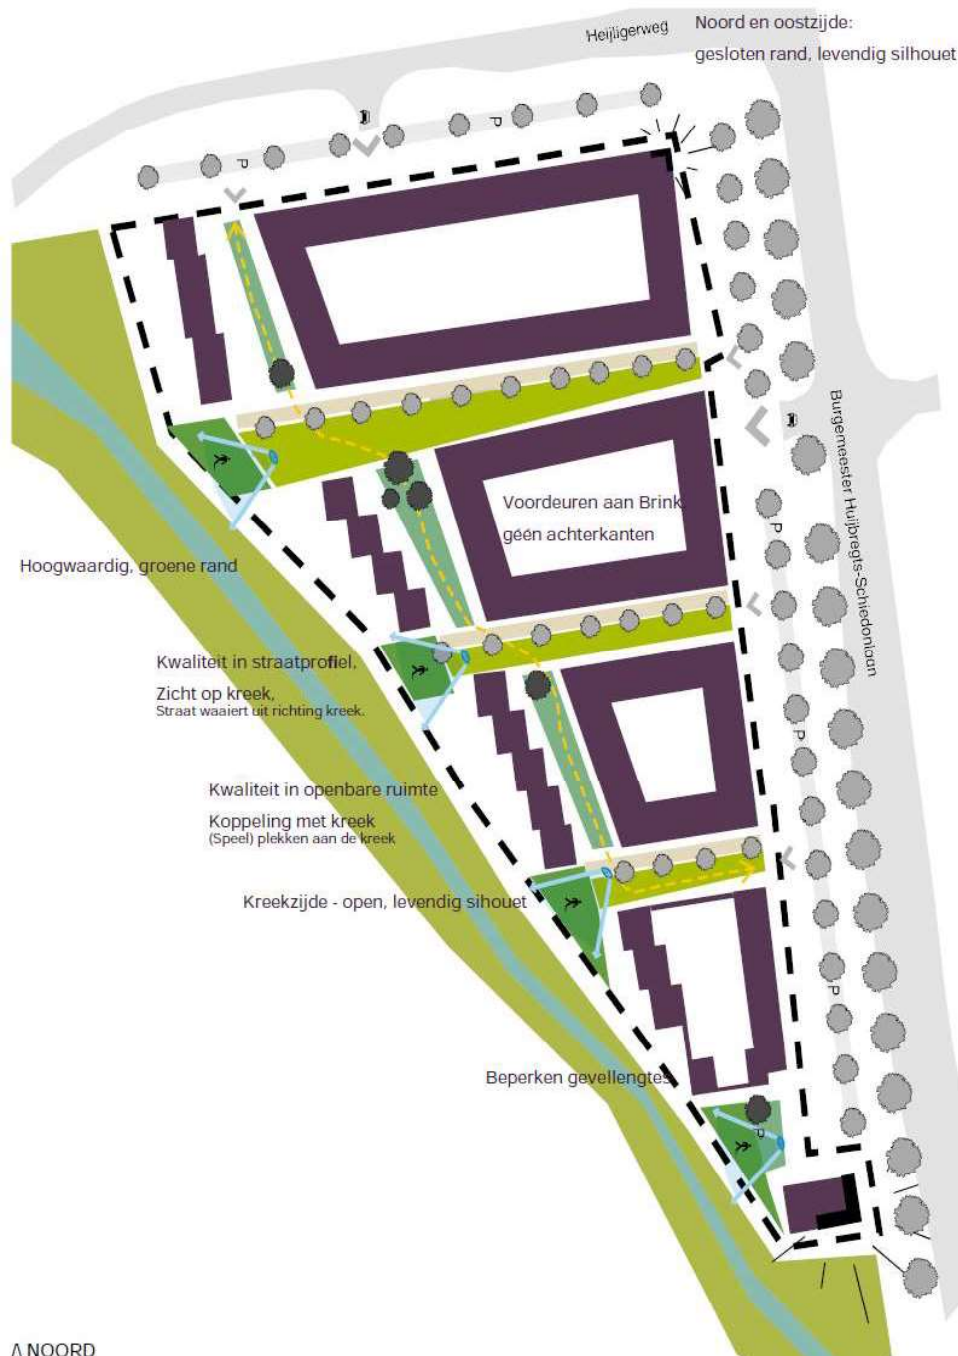 Heijligerweg
Noord en oostzijde:
gesloten rand, levendig silhouet
P
P
Burgemeester Huijbregts-Schiedonlaan
Voordeuren aan Brink
géén achterkanten
P
Hoogwaardig, groene rand
Kwaliteit in straatprofiel,
Zicht op kreek,
Straat waaiert uit richting kreek.
P
Kwaliteit in openbare ruimte
Koppeling met kreek
(Speel) plekken aan de kreek
Kreekzijde - open, levendig sihouet
P
Beperken gevellengtes
P
NOORD